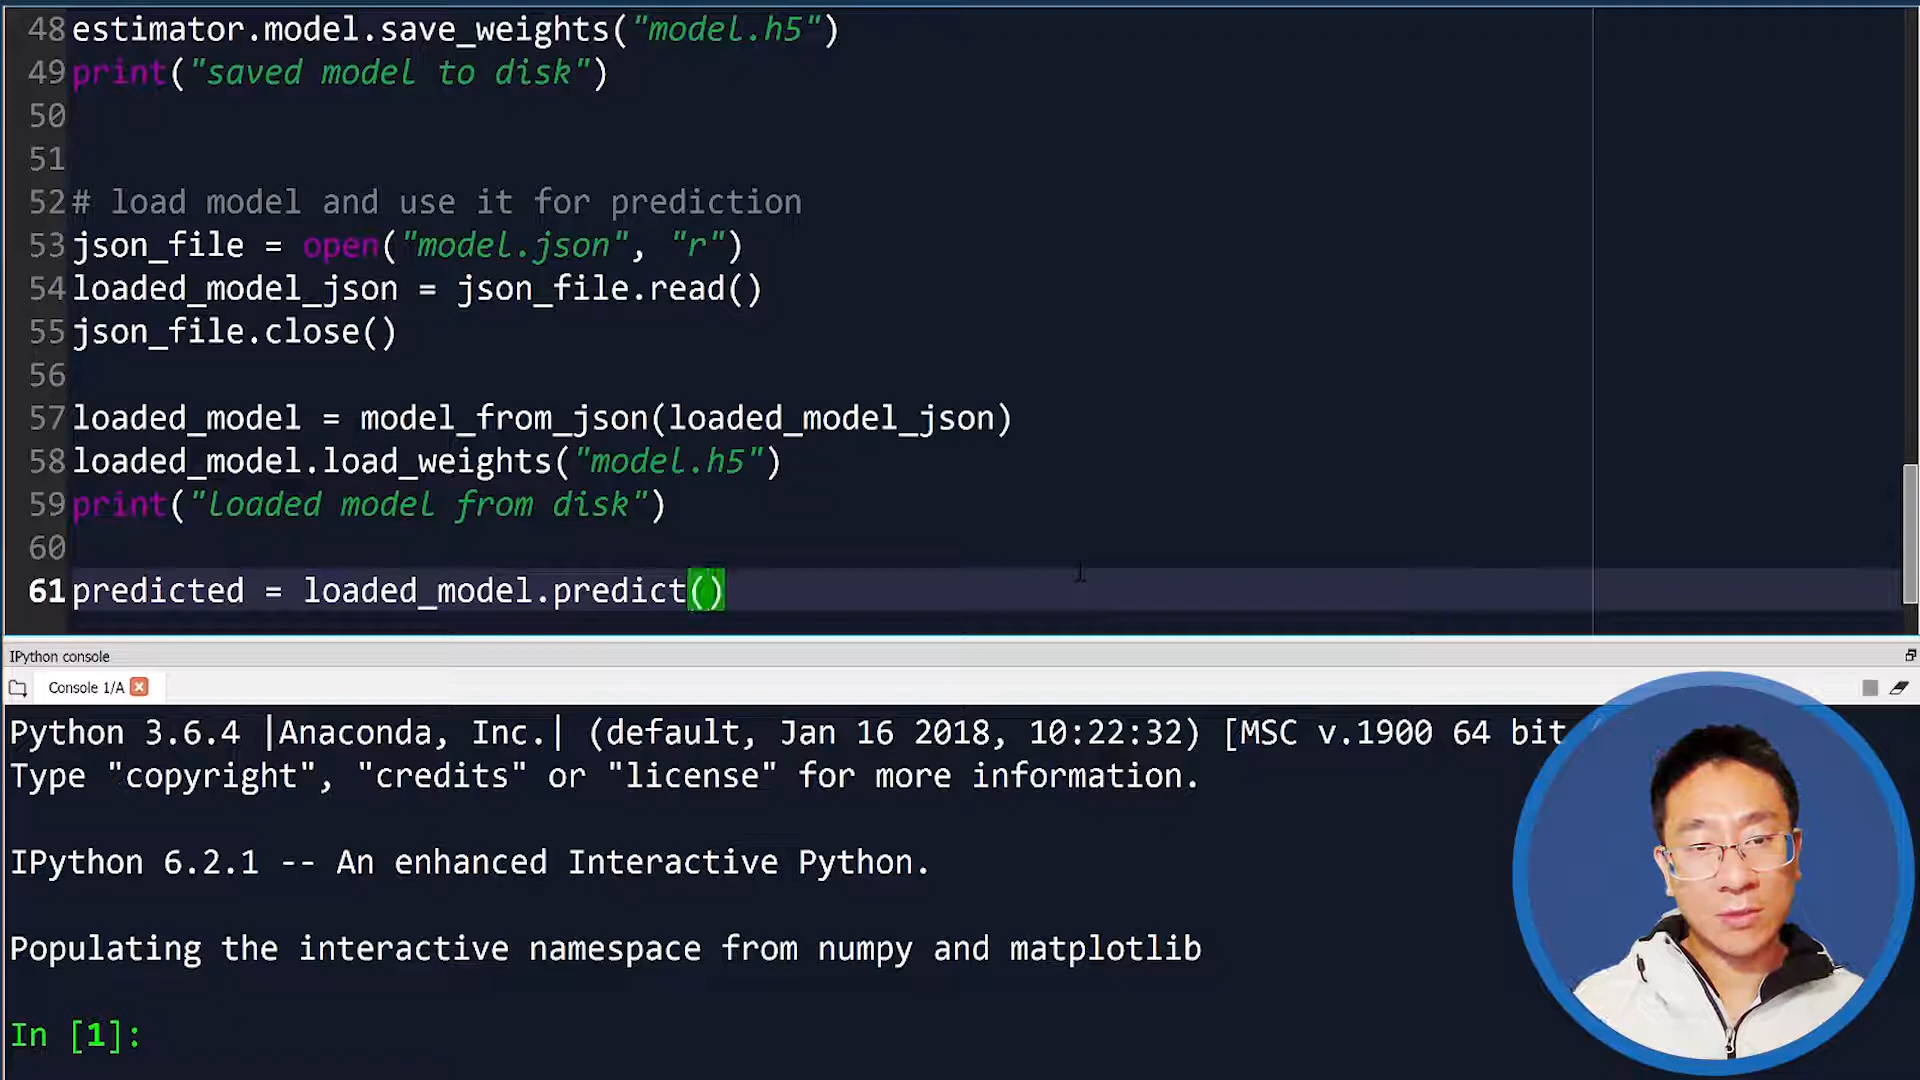 48 estimator.model.save_weights("model.h5")
49 print("saved model to disk")
50
51
52 # load model and use it for prediction
53 json_file = open("model.json", "r")
54 loaded_model_json = json_file.read()
55 json_file.close()
56
57 loaded_model = model_from_json(loaded_model_json)
58 loaded_model.load_weights("model.h5")
59 print("loaded model from disk")
60
61 predicted = loaded_model.predict()
IPython console
Console 1/A
Python 3.6.4 |Anaconda, Inc.| (default, Jan 16 2018, 10:22:32) [MSC v.1900 64 bit
Type "copyright", "credits" or "license" for more information.
IPython 6.2.1 -- An enhanced Interactive Python.
Populating the interactive namespace from numpy and matplotlib
In [1]: